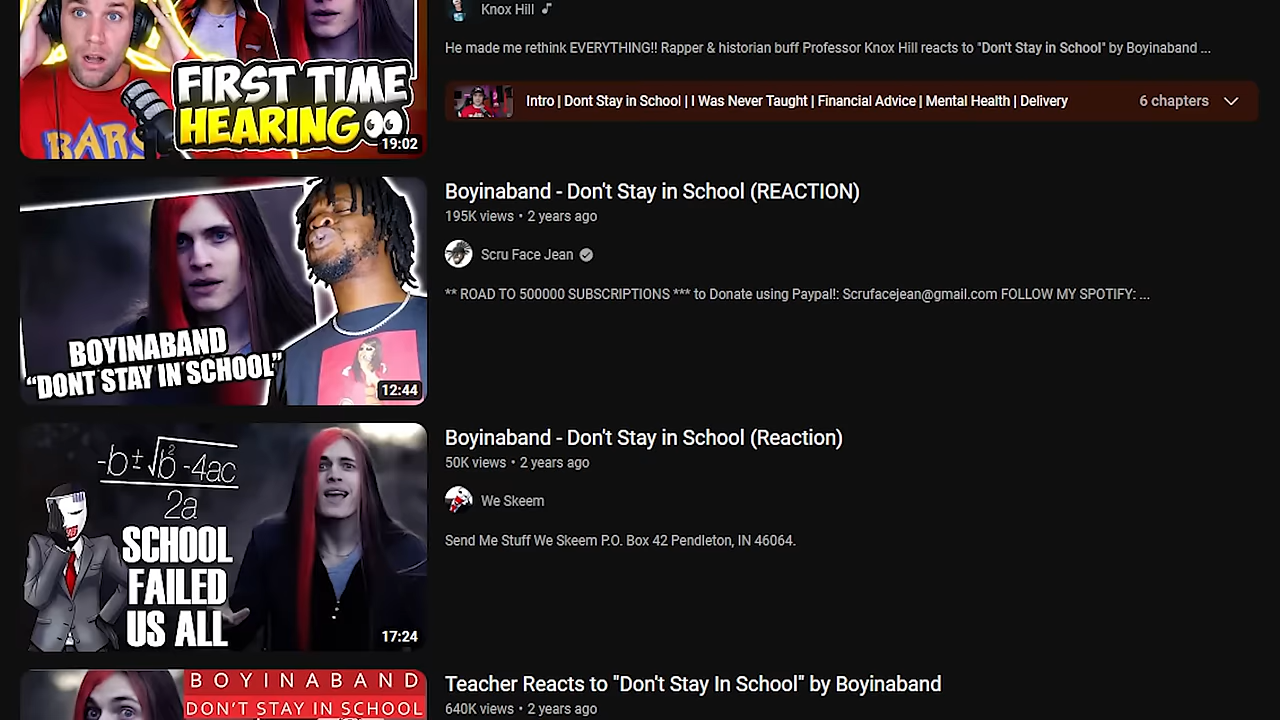 Knox Hill
He made me rethink EVERYTHING!! Rapper & historian buff Professor Knox Hill reacts to "Don't Stay in School" by Boyinaband ...
Intro | Dont Stay in School | I Was Never Taught | Financial Advice | Mental Health | Delivery
6 chapters
FIRST TIME
HEARING
BARS
19:02
Boyinaband - Don't Stay in School (REACTION)
195K views • 2 years ago
Scru Face Jean
** ROAD TO 500000 SUBSCRIPTIONS *** to Donate using Paypal!: Scrufacejean@gmail.com FOLLOW MY SPOTIFY: ...
BOYINABAND
“DONT STAY IN SCHOOL”
12:44
Boyinaband - Don't Stay in School (Reaction)
50K views • 2 years ago
We Skeem
Send Me Stuff We Skeem P.O. Box 42 Pendleton, IN 46064.
-b±√b²-4ac
2a
SCHOOL
FAILED
US ALL
17:24
Teacher Reacts to "Don't Stay In School" by Boyinaband
640K views • 2 years ago
BOYINABAND
DON'T STAY IN SCHOOL